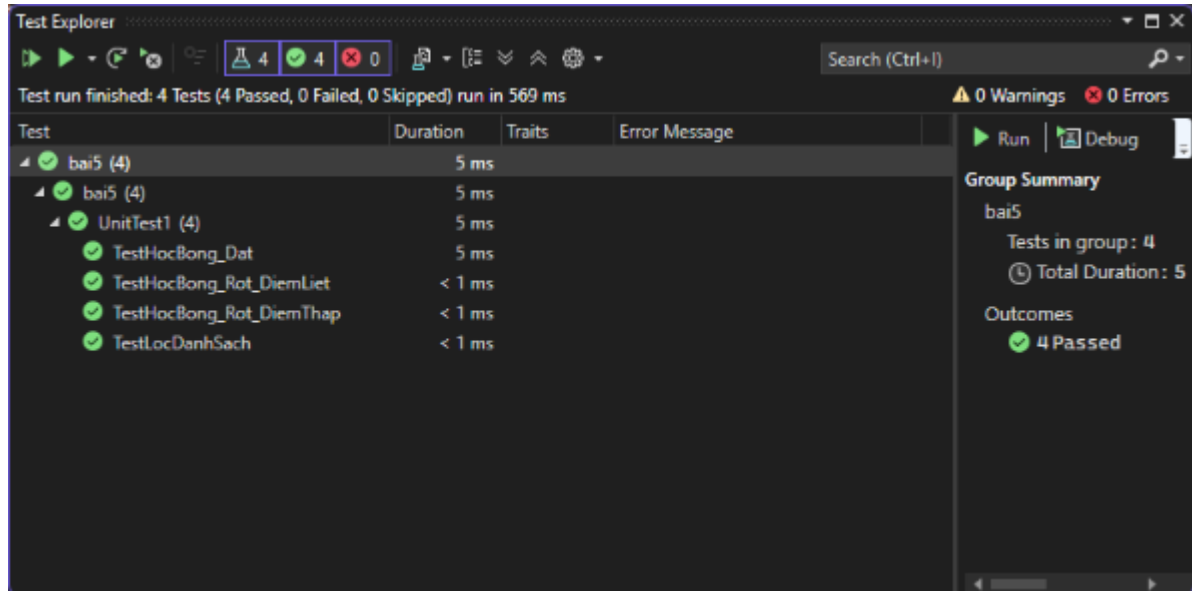 Test Explorer
4 4 0 Search (Ctrl+I)
Test run finished: 4 Tests (4 Passed, 0 Failed, 0 Skipped) run in 569 ms 0 Warnings 0 Errors
Test Duration Traits Error Message
bai5 (4) 5 ms
bai5 (4) 5 ms
UnitTest1 (4) 5 ms
TestHocBong_Dat 5 ms
TestHocBong_Rot_DiemLiet < 1 ms
TestHocBong_Rot_DiemThap < 1 ms
TestLocDanhSach < 1 ms
Run Debug
Group Summary
bai5
Tests in group: 4
Total Duration: 5
Outcomes
4 Passed